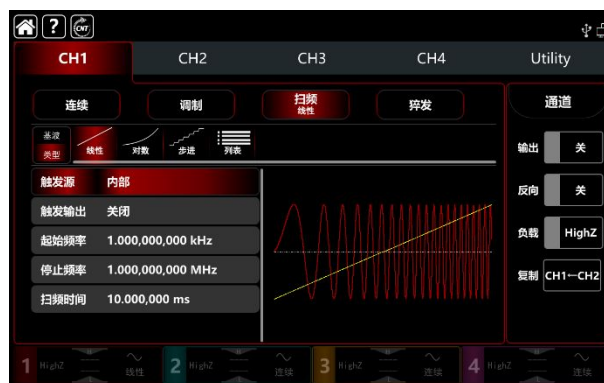 ? CNT
CH1 CH2 CH3 CH4 Utility
连续 调制 扫频 猝发 通道
线性
基波
类型 线性 对数 步进 列表
输出 关
触发源 内部
反向 关
触发输出 关闭
负载 HighZ
起始频率 1.000,000,000 kHz
停止频率 1.000,000,000 MHz
复制 CH1←CH2
扫频时间 10.000,000 ms
1 HighZ 线性 2 HighZ 连续 3 HighZ 连续 4 HighZ 连续